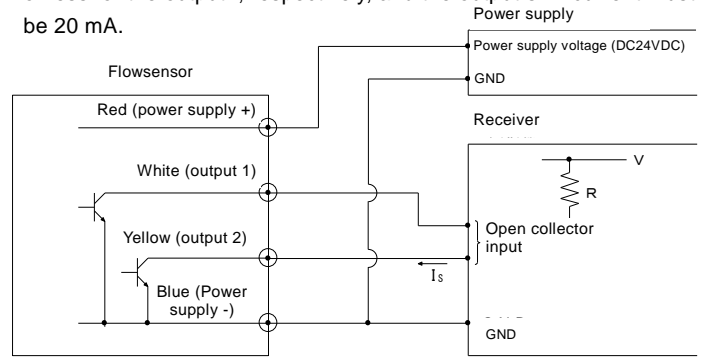 be 20 mA.
Power supply
Power supply voltage (DC24VDC)
GND
Flowsensor
Red (power supply +)
White (output 1)
Yellow (output 2)
Blue (Power
supply -)
Receiver
V
R
Open collector
input
Is
GND